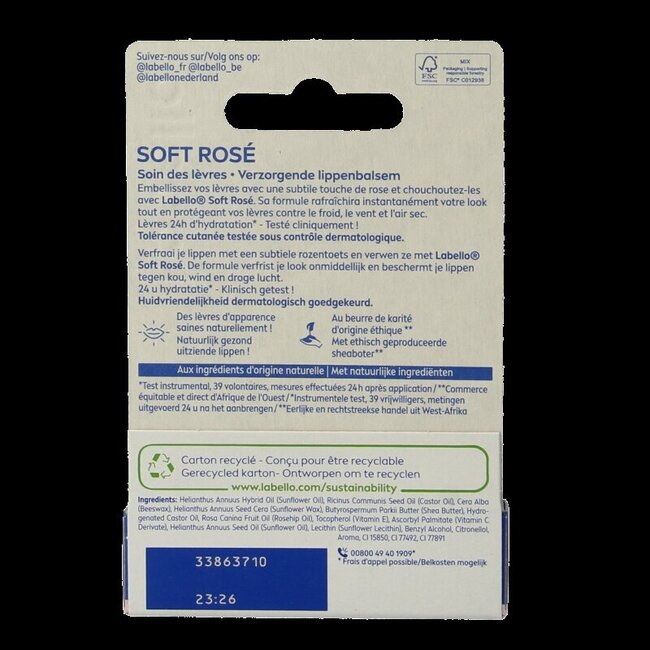 Suivez-nous sur/Volg ons op:
@labello_fr @labello_be
@labellonederland
FSC
MIX
Packaging | Supporting
responsible forestry
FSC® C012938
SOFT ROSÉ
Soin des lèvres • Verzorgende lippenbalsem
Embellissez vos lèvres avec une subtile touche de rose et chouchoutez-les
avec Labello® Soft Rosé. Sa formule rafraîchira instantanément votre look
tout en protégeant vos lèvres contre le froid, le vent et l'air sec.
Lèvres 24h d'hydratation* - Testé cliniquement !
Tolérance cutanée testée sous contrôle dermatologique.
Verfraai je lippen met een subtiele rozentoets en verwen ze met Labello®
Soft Rosé. De formule verfrist je look onmiddellijk en beschermt je lippen
tegen kou, wind en droge lucht.
24 u hydratatie* - Klinisch getest !
Huidvriendelijkheid dermatologisch goedgekeurd.
Des lèvres d'apparence
saines naturellement !
Natuurlijk gezond
uitziende lippen !
Au beurre de karité
d'origine éthique **
Met ethisch geproduceerde
sheaboter**
Aux ingrédients d'origine naturelle | Met natuurlijke ingrediënten
*Test instrumental, 39 volontaires, mesures effectuées 24 h après application / **Commerce
équitable et direct d'Afrique de l'Ouest / *Instrumentele test, 39 vrijwilligers, metingen
uitgevoerd 24 u na het aanbrengen / **Eerlijke en rechtstreekse handel uit West-Afrika
Carton recyclé - Conçu pour être recyclable
Gerecycled karton- Ontworpen om te recyclen
www.labello.com/sustainability
Ingredients: Helianthus Annuus Hybrid Oil (Sunflower Oil), Ricinus Communis Seed Oil (Castor Oil), Cera Alba
(Beeswax), Helianthus Annuus Seed Cera (Sunflower Wax), Butyrospermum Parkii Butter (Shea Butter), Hydro-
genated Castor Oil, Rosa Canina Fruit Oil (Rosehip Oil), Tocopherol (Vitamin E), Ascorbyl Palmitate (Vitamin C
Derivate), Helianthus Annuus Seed Oil (Sunflower Oil), Lecithin (Sunflower Lecithin), Benzyl Alcohol, Citronellol,
Aroma, CI 15850, CI 77492, CI 77891
00800 49 40 1909*
* Frais d'appel possible/Belkosten mogelijk
33863710
23:26